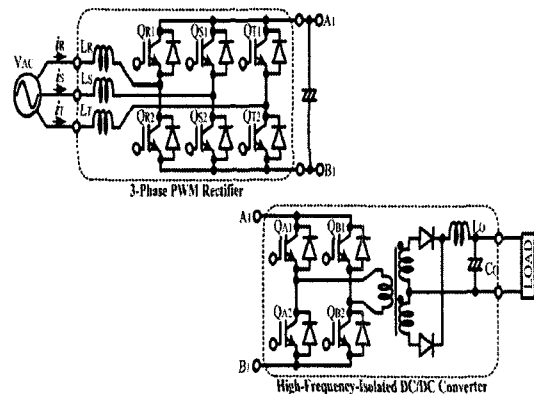 QR1 QS1 QT1 A1
iR LR
VAC
iS LS
iT LT
QR2 QS2 QT2
B1
3-Phase PWM Rectifier
A1
QA1 QB1 LO
CO
LOAD
QA2 QB2
B1
High-Frequency-Isolated DC/DC Converter